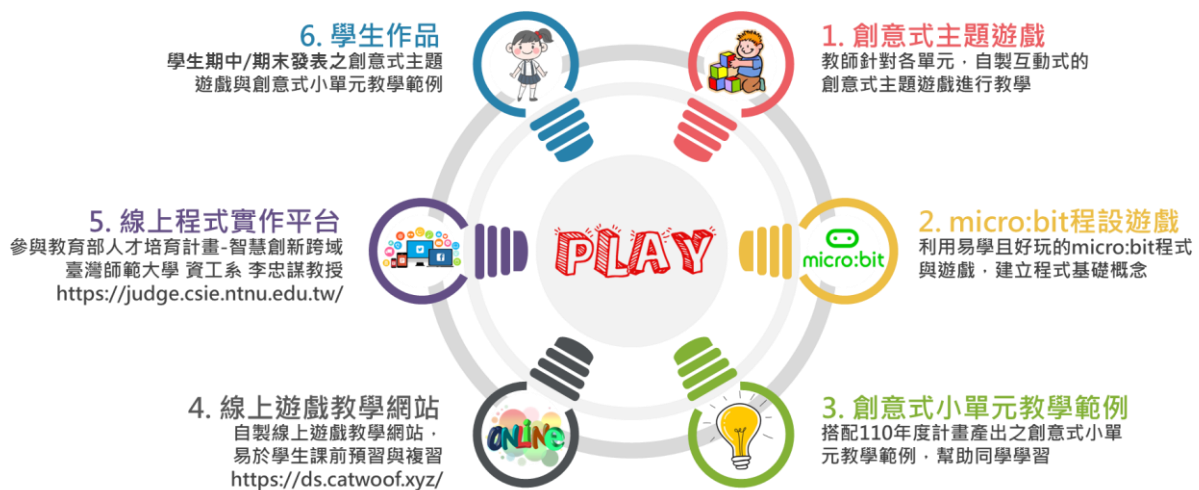 1. 創意式主題遊戲
教師針對各單元，自製互動式的
創意式主題遊戲進行教學
2. micro:bit程設遊戲
利用易學且好玩的micro:bit程式
與遊戲，建立程式基礎概念
micro:bit
3. 創意式小單元教學範例
搭配110年度計畫產出之創意式小單
元教學範例，幫助同學學習
4. 線上遊戲教學網站
自製線上遊戲教學網站，
易於學生課前預習與複習
https://ds.catwoof.xyz/
ONLINE
5. 線上程式實作平台
參與教育部人才培育計畫-智慧創新跨域
臺灣師範大學 資工系 李忠謀教授
https://judge.csie.ntnu.edu.tw/
6. 學生作品
學生期中/期末發表之創意式主題
遊戲與創意式小單元教學範例
PLAY